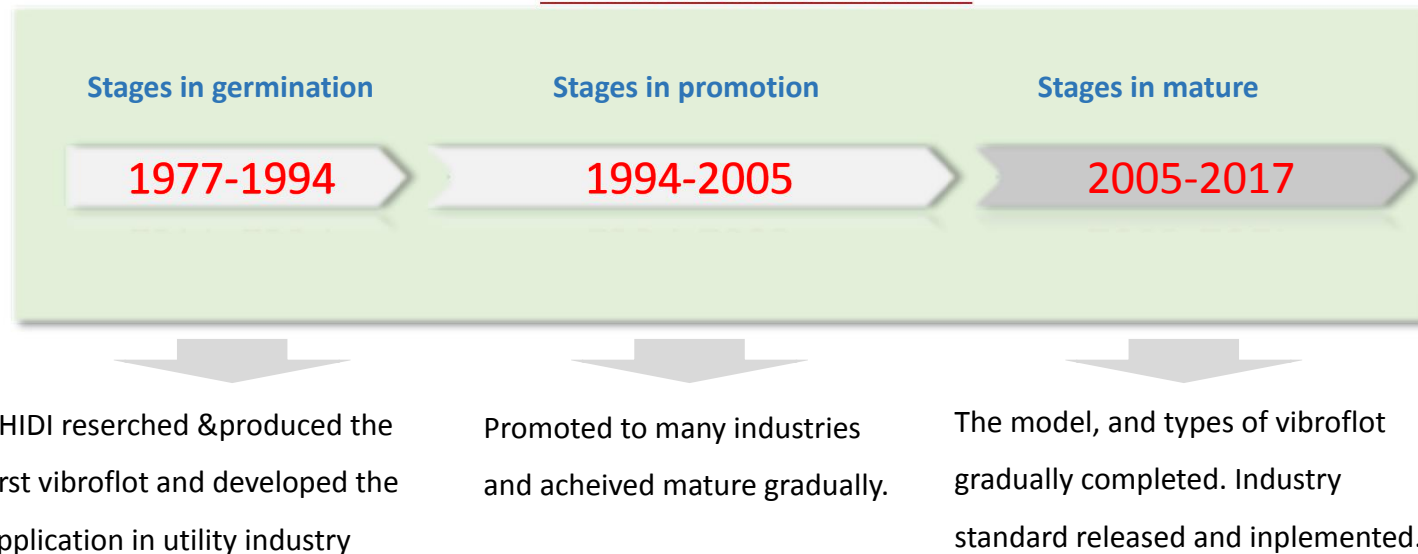 Stages in germination
Stages in promotion
Stages in mature
1977-1994
1994-2005
2005-2017
HIDI reserched &produced the
rst vibroflot and developed the
pplication in utility industry
Promoted to many industries
and acheived mature gradually.
The model, and types of vibroflot
gradually completed. Industry
standard released and inplemented.